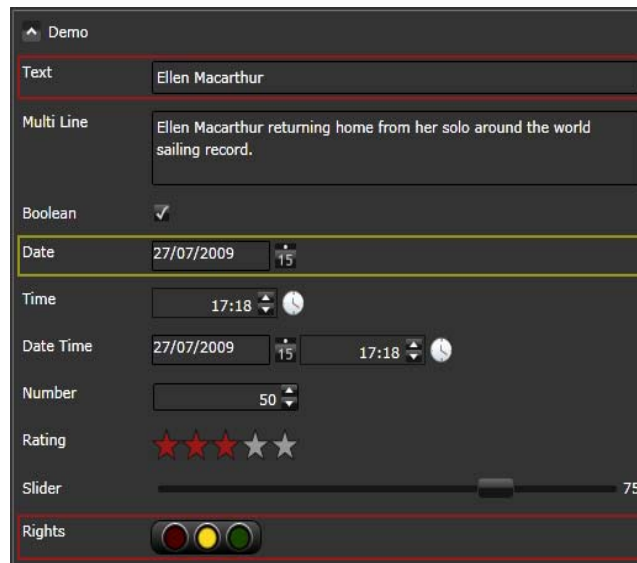 Demo
Text Ellen Macarthur
Multi Line Ellen Macarthur returning home from her solo around the world
sailing record.
Boolean
Date 27/07/2009 15
Time 17:18
Date Time 27/07/2009 15 17:18
Number 50
Rating
Slider 75
Rights